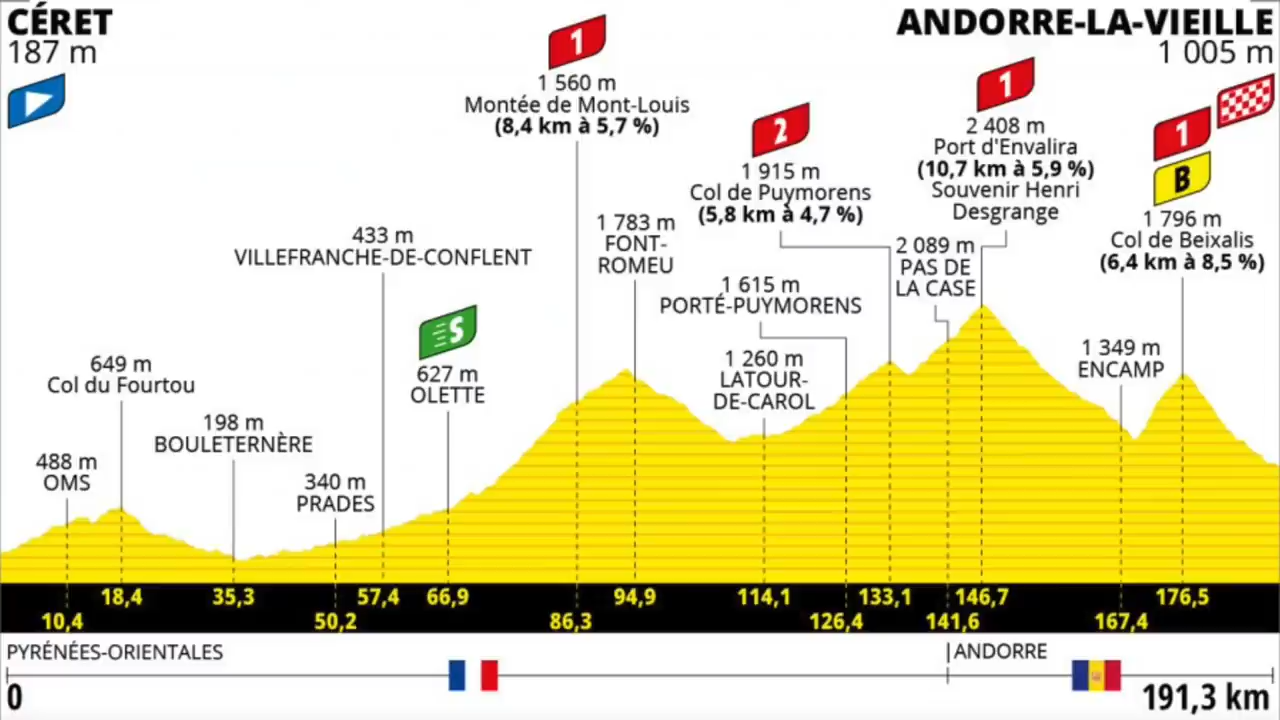 CÉRET
187 m
ANDORRE-LA-VIEILLE
1 005 m
1
1 560 m
Montée de Mont-Louis
(8,4 km à 5,7 %)
2
1 915 m
Col de Puymorens
(5,8 km à 4,7 %)
1
2 408 m
Port d'Envalira
(10,7 km à 5,9 %)
Souvenir Henri
Desgrange
1
B
1 796 m
Col de Beixalis
(6,4 km à 8,5 %)
433 m
VILLEFRANCHE-DE-CONFLENT
1 783 m
FONT-
ROMEU
2 089 m
PAS DE
LA CASE
1 615 m
PORTÉ-PUYMORENS
S
627 m
OLETTE
649 m
Col du Fourtou
1 260 m
LATOUR-
DE-CAROL
1 349 m
ENCAMP
198 m
BOULETERNÈRE
488 m
OMS
340 m
PRADES
18,4 35,3 57,4 66,9 94,9 114,1 133,1 146,7 176,5
10,4 50,2 86,3 126,4 141,6 167,4
PYRÉNÉES-ORIENTALES
ANDORRE
0
191,3 km